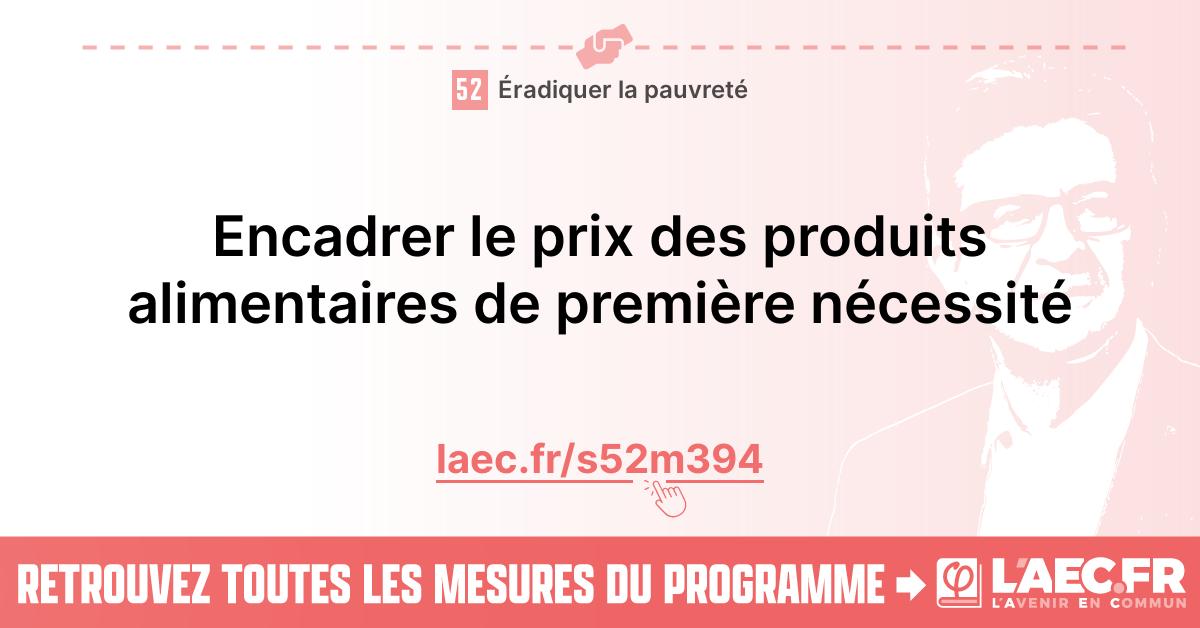 52 Éradiquer la pauvreté
Encadrer le prix des produits
alimentaires de première nécessité
laec.fr/s52m394
RETROUVEZ TOUTES LES MESURES DU PROGRAMME
L'AEC.FR
L'AVENIR EN COMMUN